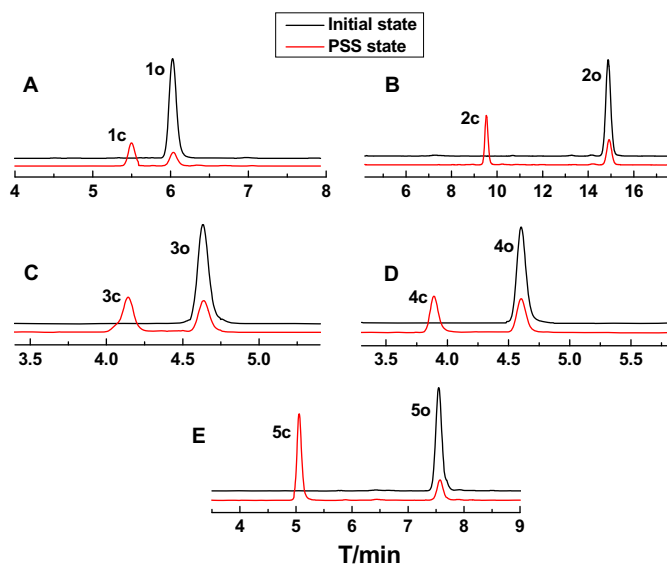 Initial state
PSS state
A
1o
1c
4 5 6 7 8
B
2o
2c
6 8 10 12 14 16
C
3o
3c
3.5 4.0 4.5 5.0
D
4o
4c
3.5 4.0 4.5 5.0 5.5
E
5o
5c
4 5 6 7 8 9
T/min